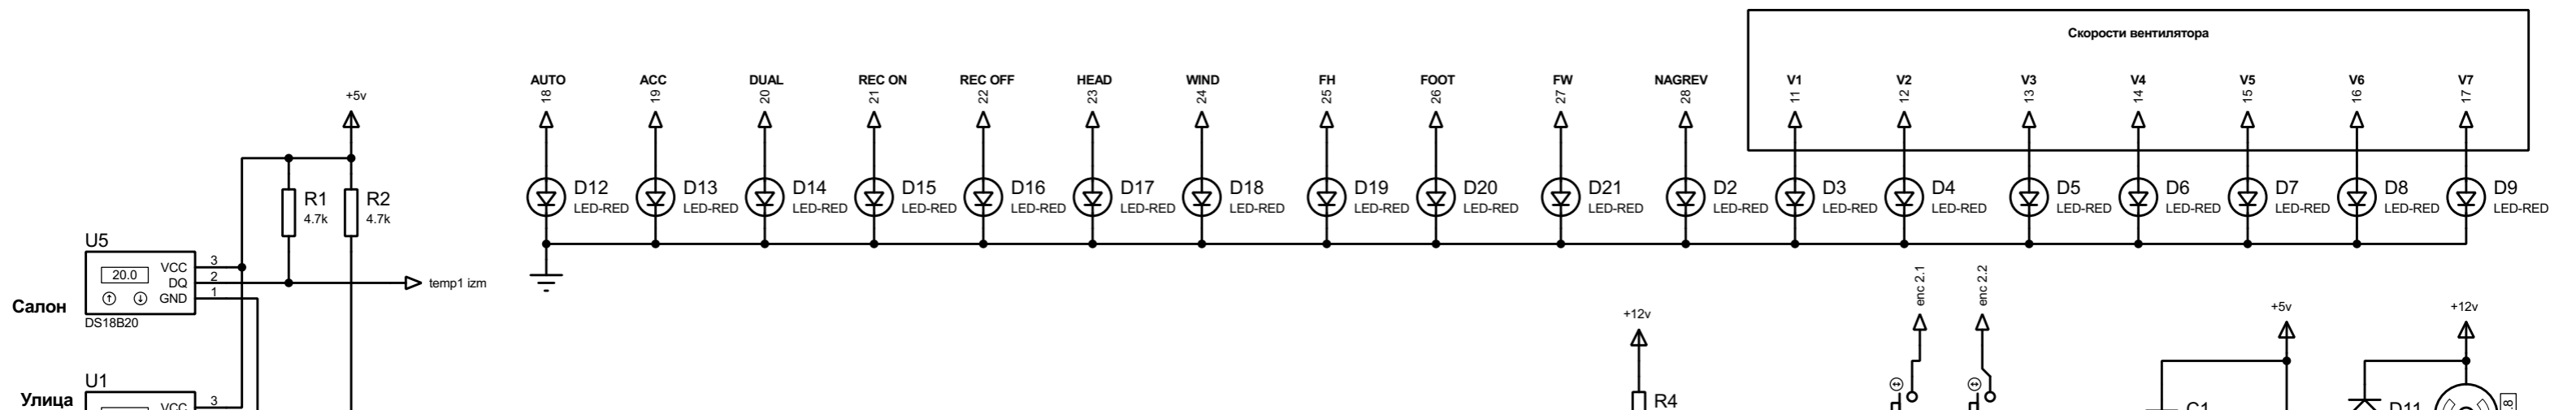 Скорости вентилятора
AUTO ACC DUAL REC ON REC OFF HEAD WIND FH FOOT FW NAGREV V1 V2 V3 V4 V5 V6 V7
18 19 20 21 22 23 24 25 26 27 28 11 12 13 14 15 16 17
+5v
D12 D13 D14 D15 D16 D17 D18 D19 D20 D21 D2 D3 D4 D5 D6 D7 D8 D9
LED-RED LED-RED LED-RED LED-RED LED-RED LED-RED LED-RED LED-RED LED-RED LED-RED LED-RED LED-RED LED-RED LED-RED LED-RED LED-RED LED-RED LED-RED
R1 R2
4.7k 4.7k
U5
20.0 VCC 3
DQ 2
GND 1
temp1 izm
Салон
DS18B20
enc 2.1 enc 2.2
+12v +5v +12v
U1
Улица
VCC 3
R4
C1
D11